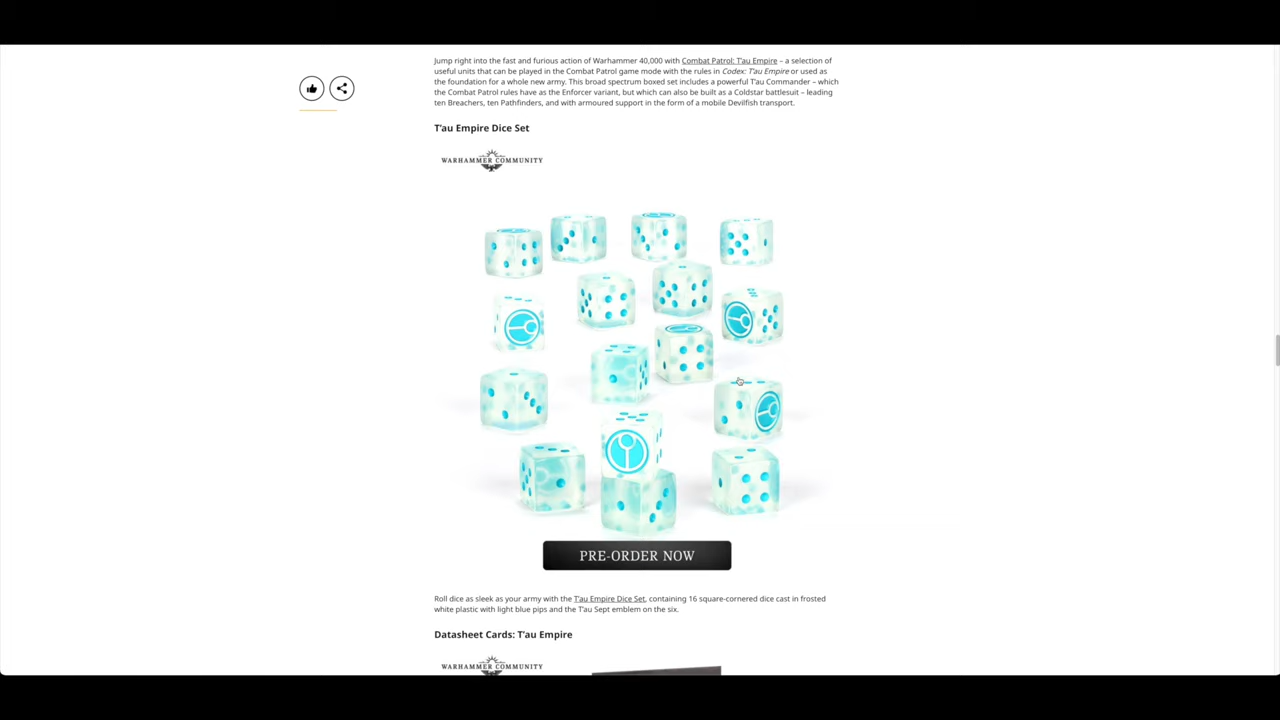 Jump right into the fast and furious action of Warhammer 40,000 with Combat Patrol: T'au Empire – a selection of
useful units that can be played in the Combat Patrol game mode with the rules in Codex: T'au Empire or used as
the foundation for a whole new army. This broad spectrum boxed set includes a powerful T'au Commander – which
the Combat Patrol rules have as the Enforcer variant, but which can also be built as a Coldstar battlesuit – leading
ten Breachers, ten Pathfinders, and with armoured support in the form of a mobile Devilfish transport.
T'au Empire Dice Set
WARHAMMER COMMUNITY
PRE-ORDER NOW
Roll dice as sleek as your army with the T'au Empire Dice Set, containing 16 square-cornered dice cast in frosted
white plastic with light blue pips and the T'au Sept emblem on the six.
Datasheet Cards: T'au Empire
WARHAMMER COMMUNITY